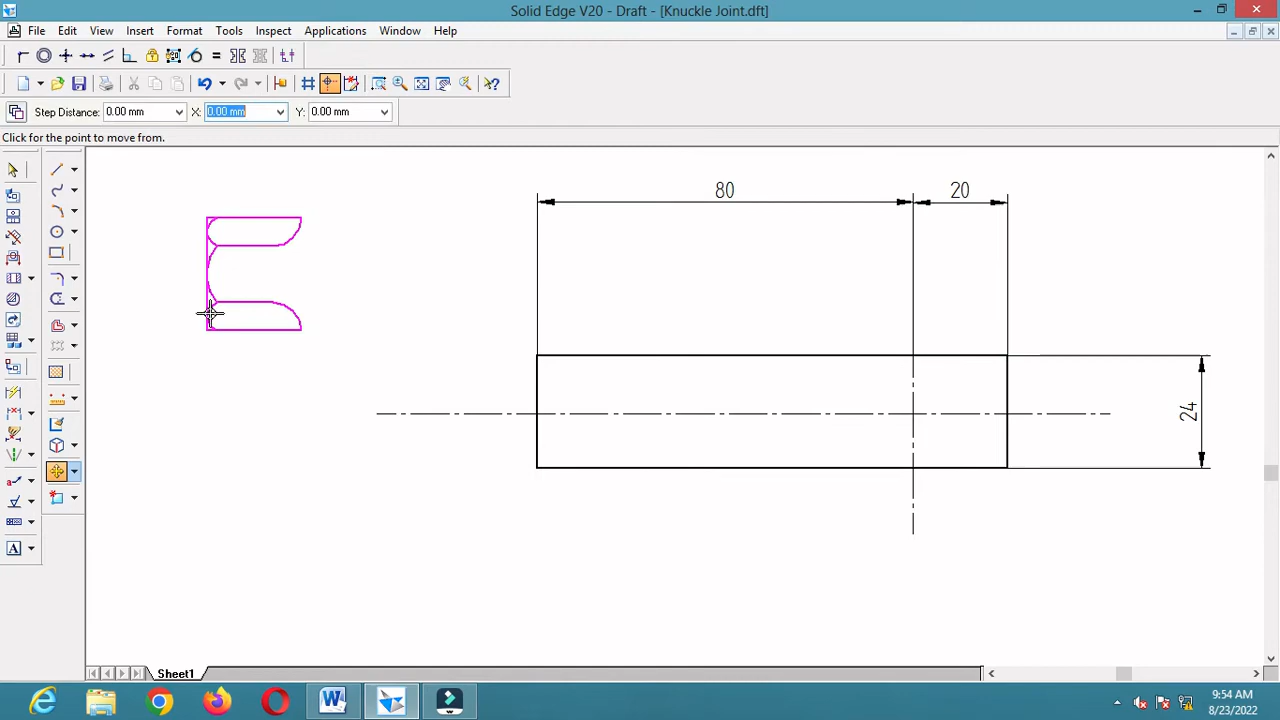 Solid Edge V20 - Draft - [Knuckle Joint.dft]
File Edit View Insert Format Tools Inspect Applications Window Help
Step Distance: 0.00 mm X: 0.00 mm Y: 0.00 mm
Click for the point to move from.
80 20
24
A
Sheet1
9:54 AM
8/23/2022